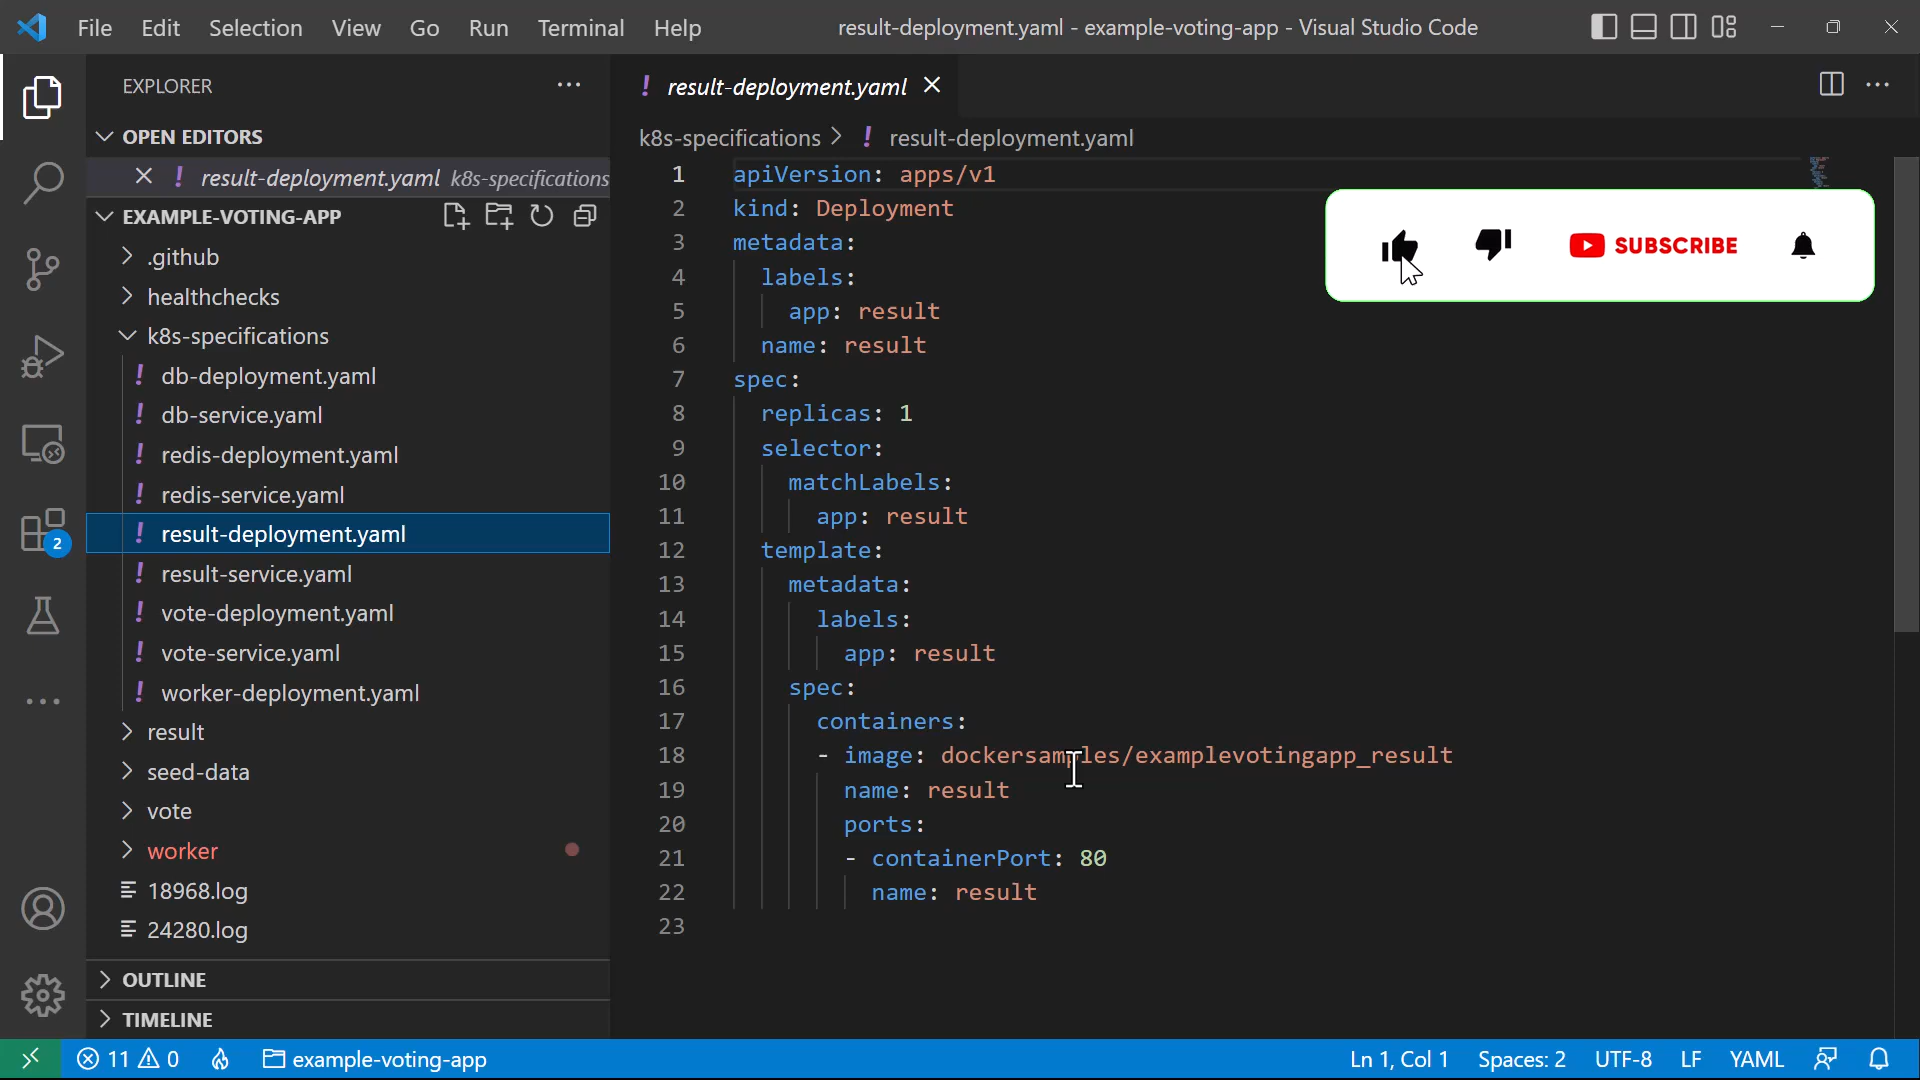 File Edit Selection View Go Run Terminal Help
result-deployment.yaml - example-voting-app - Visual Studio Code
EXPLORER
OPEN EDITORS
! result-deployment.yaml k8s-specifications
EXAMPLE-VOTING-APP
.github
healthchecks
k8s-specifications
! db-deployment.yaml
! db-service.yaml
! redis-deployment.yaml
! redis-service.yaml
! result-deployment.yaml
! result-service.yaml
! vote-deployment.yaml
! vote-service.yaml
! worker-deployment.yaml
result
seed-data
vote
worker
18968.log
24280.log
OUTLINE
TIMELINE
2
! result-deployment.yaml
k8s-specifications > ! result-deployment.yaml
1 apiVersion: apps/v1
2 kind: Deployment
3 metadata:
4   labels:
5     app: result
6   name: result
7 spec:
8   replicas: 1
9   selector:
10     matchLabels:
11       app: result
12   template:
13     metadata:
14       labels:
15         app: result
16     spec:
17       containers:
18       - image: dockersamples/examplevotingapp_result
19         name: result
20         ports:
21         - containerPort: 80
22           name: result
23
SUBSCRIBE
11 0 example-voting-app
Ln 1, Col 1 Spaces: 2 UTF-8 LF YAML